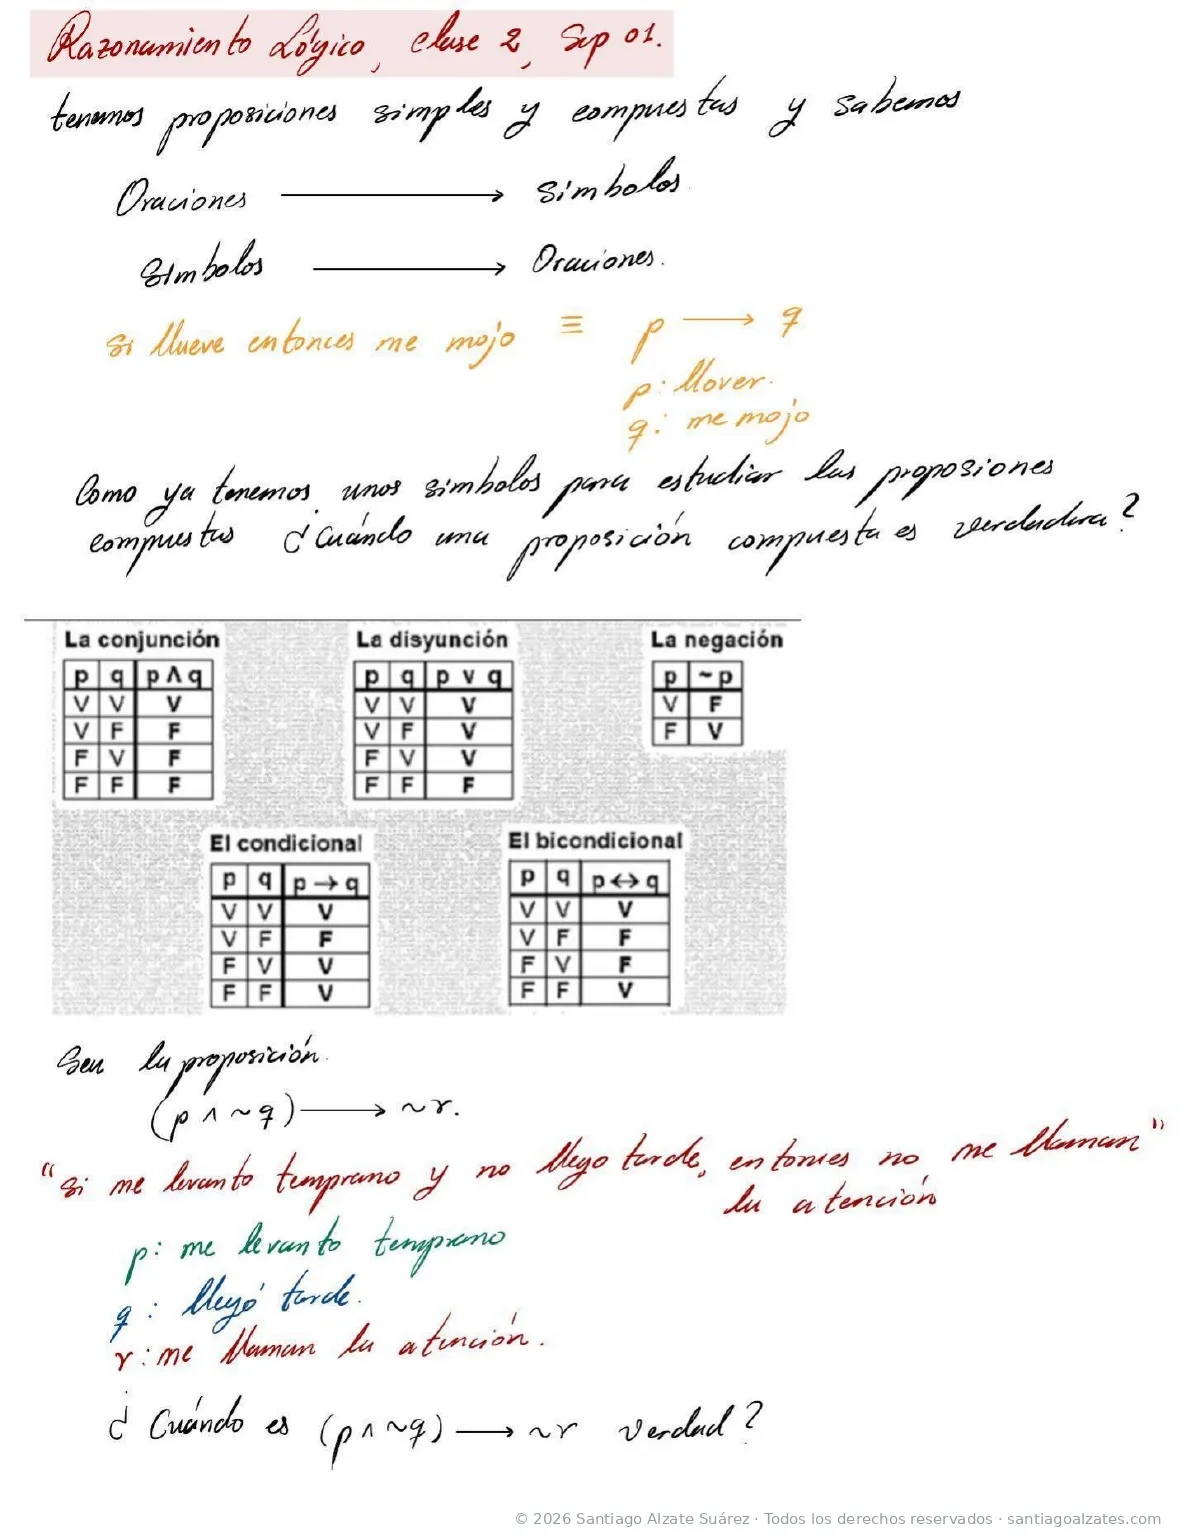 Razonamiento Lógico, clase 2, Sep 01.
tenemos proposiciones simples y compuestas y sabemos
Oraciones ⟶ Símbolos.
Símbolos ⟶ Oraciones.
Si llueve entonces me mojo ≡ p ⟶ q
p: llover.
q: me mojo
Como ya tenemos unos símbolos para estudiar las proposiones
compuestas ¿Cuándo una proposición compuesta es verdadera?
La conjunción La disyunción La negación
p q p ∧ q p q p ∨ q p ~p
V V V V V V V F
V F F V F V F V
F V F F V V
F F F F F F
El condicional El bicondicional
p q p → q p q p ↔ q
V V V V V V
V F F V F F
F V V F V F
F F V F F V
Sea la proposición.
(p ∧ ~q) ⟶ ~r.
"Si me levanto temprano y no llego tarde, entonces no me llaman"
la atención
p: me levanto temprano
q: llegó tarde.
r: me llaman la atención.
¿Cuándo es (p ∧ ~q) ⟶ ~r verdad?
© 2026 Santiago Alzate Suárez · Todos los derechos reservados · santiagoalzates.com